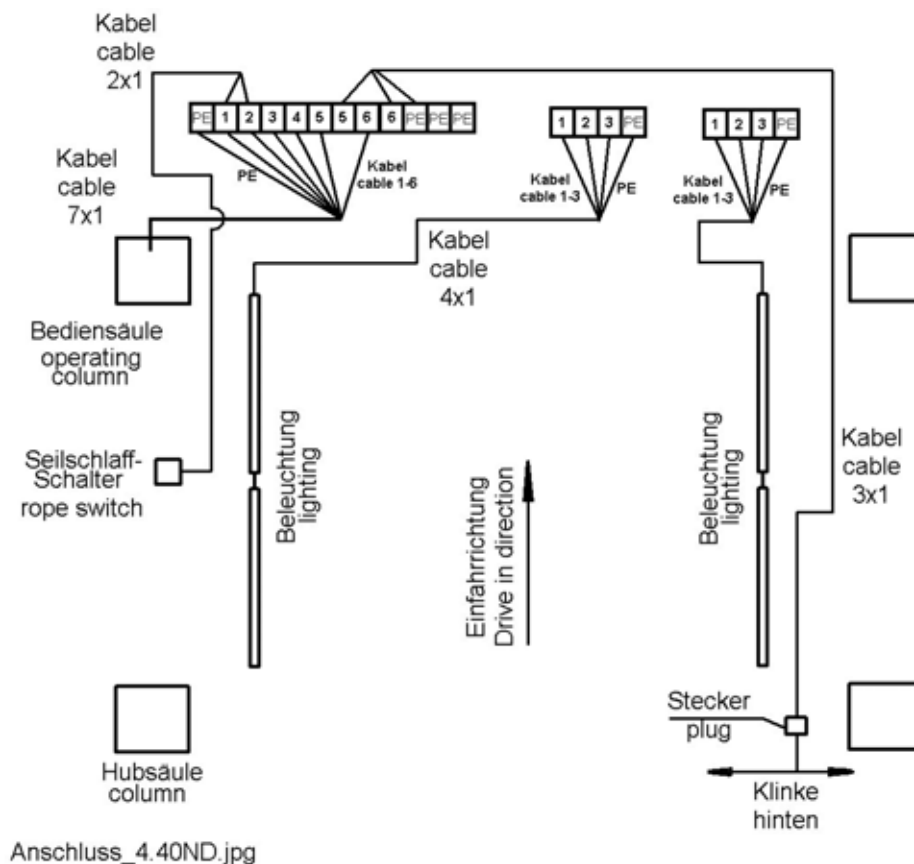 Kabel
cable
2x1
PE 1 2 3 4 5 5 6 6 PE PE PE
1 2 3 PE
1 2 3 PE
Kabel
cable
7x1
PE
Kabel
cable 1-6
Kabel
cable 1-3
PE
Kabel
cable 1-3
PE
Kabel
cable
4x1
Bediensäule
operating
column
Seilschlaff-
Schalter
rope switch
Beleuchtung
lighting
Einfahrrichtung
Drive in direction
Beleuchtung
lighting
Kabel
cable
3x1
Hubsäule
column
Stecker
plug
Klinke
hinten
Anschluss_4.40ND.jpg